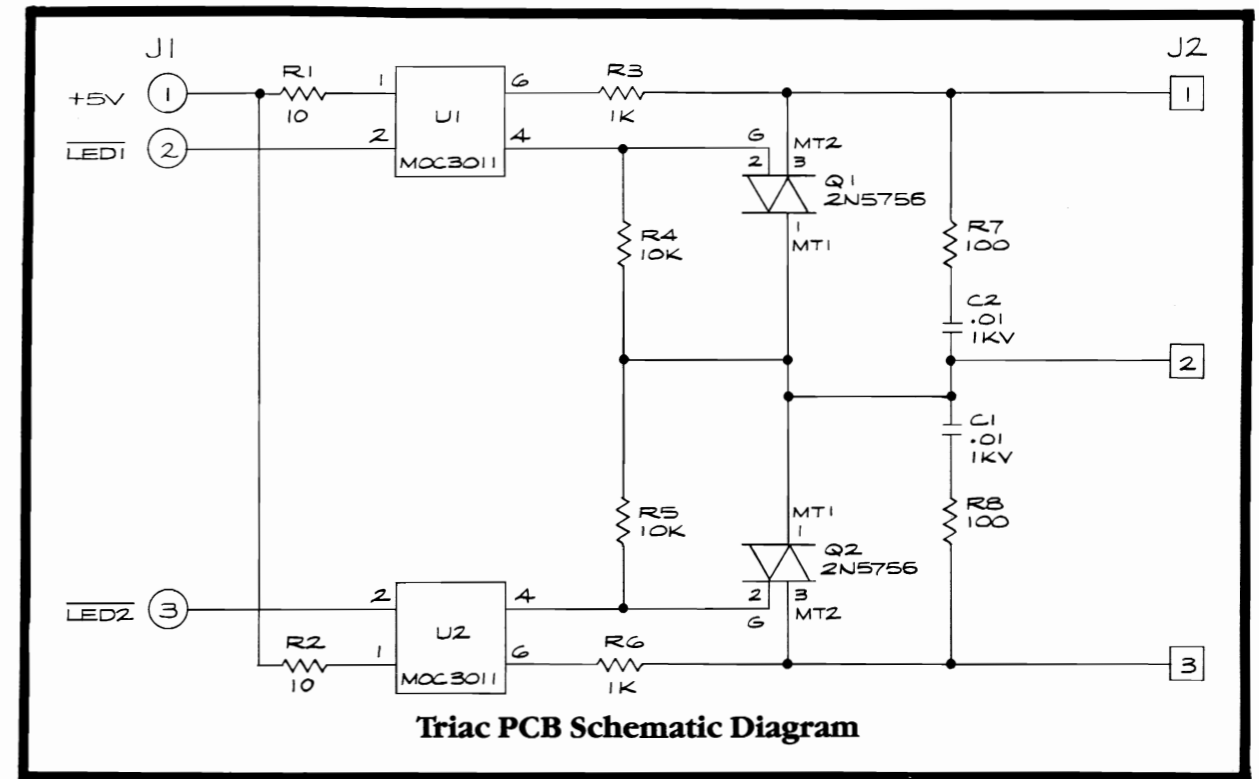 J1
J2
+5V
1
R1
10
1
U1
MOC3011
6
R3
1K
1
LED1
2
2
4
G
2
3
MT2
Q1
2N5756
1
MT1
R4
10K
R7
100
C2
.01
1KV
2
C1
.01
1KV
R5
10K
MT1
1
Q2
2N5756
R8
100
LED2
3
2
U2
MOC3011
4
2
G
3
MT2
R2
10
1
6
R6
1K
3
Triac PCB Schematic Diagram